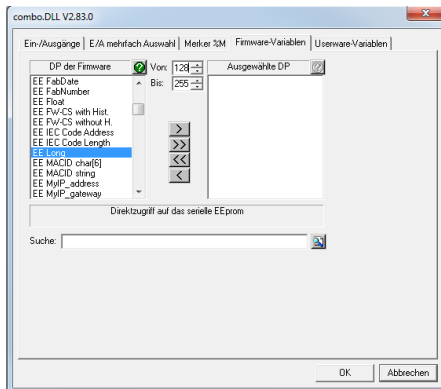 combo.DLL V2.83.0
Ein-/Ausgänge E/A mehrfach Auswahl Merker %M Firmware-Variablen Userware-Variablen
DP der Firmware Von: 128 Ausgewählte DP
Bis: 255
EE FabDate
EE FabNumber
EE Float
EE FW-CS with Hist.
EE FW-CS without H.
EE IEC Code Address
EE IEC Code Length
EE Long
EE MACID char[6]
EE MACID string
EE MyIP_address
EE MyIP_gateway
>
>>
<<
<
Direktzugriff auf das serielle EEprom
Suche:
OK Abbrechen